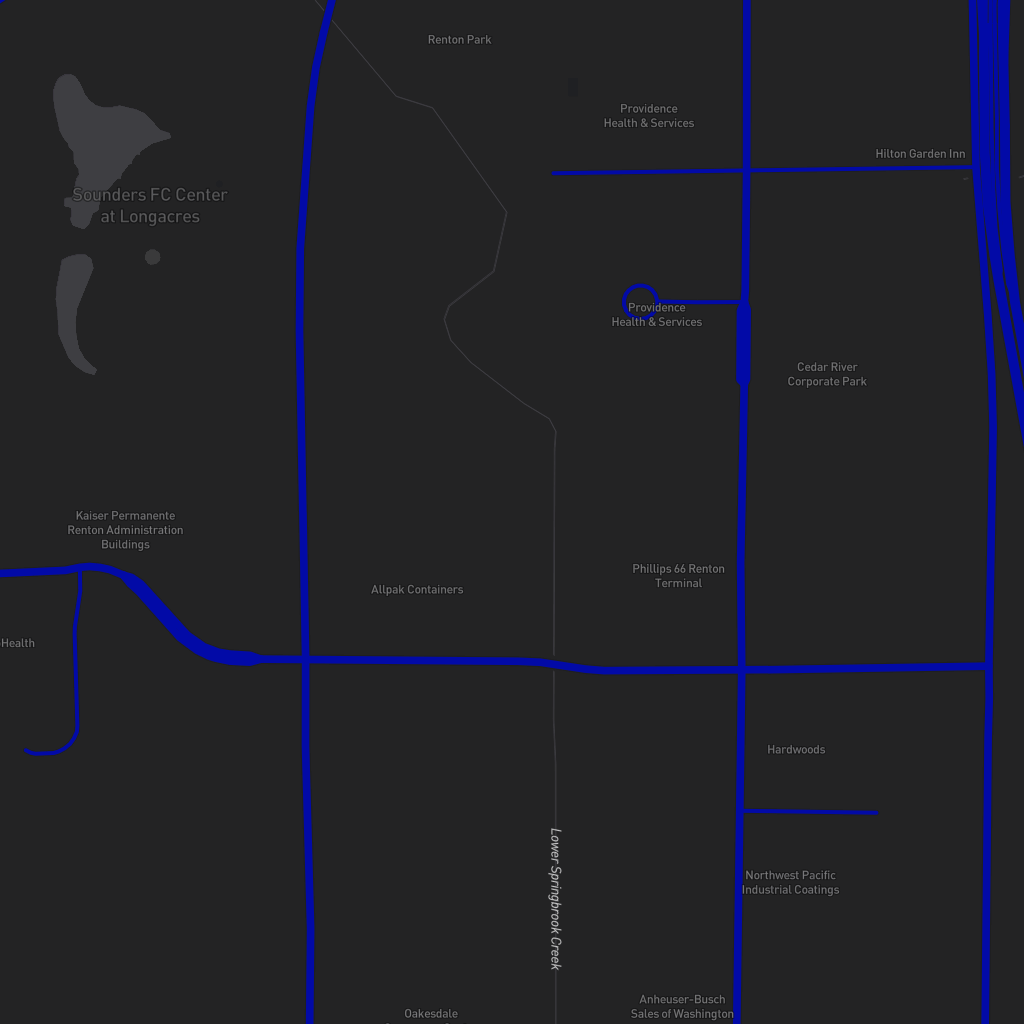 Renton Park
Providence
Health & Services
Hilton Garden Inn
Sounders FC Center
at Longacres
Providence
Health & Services
Cedar River
Corporate Park
Kaiser Permanente
Renton Administration
Buildings
Phillips 66 Renton
Terminal
Allpak Containers
-Health
Hardwoods
Lower Springbrook Creek
Northwest Pacific
Industrial Coatings
Anheuser-Busch
Sales of Washington
Oakesdale